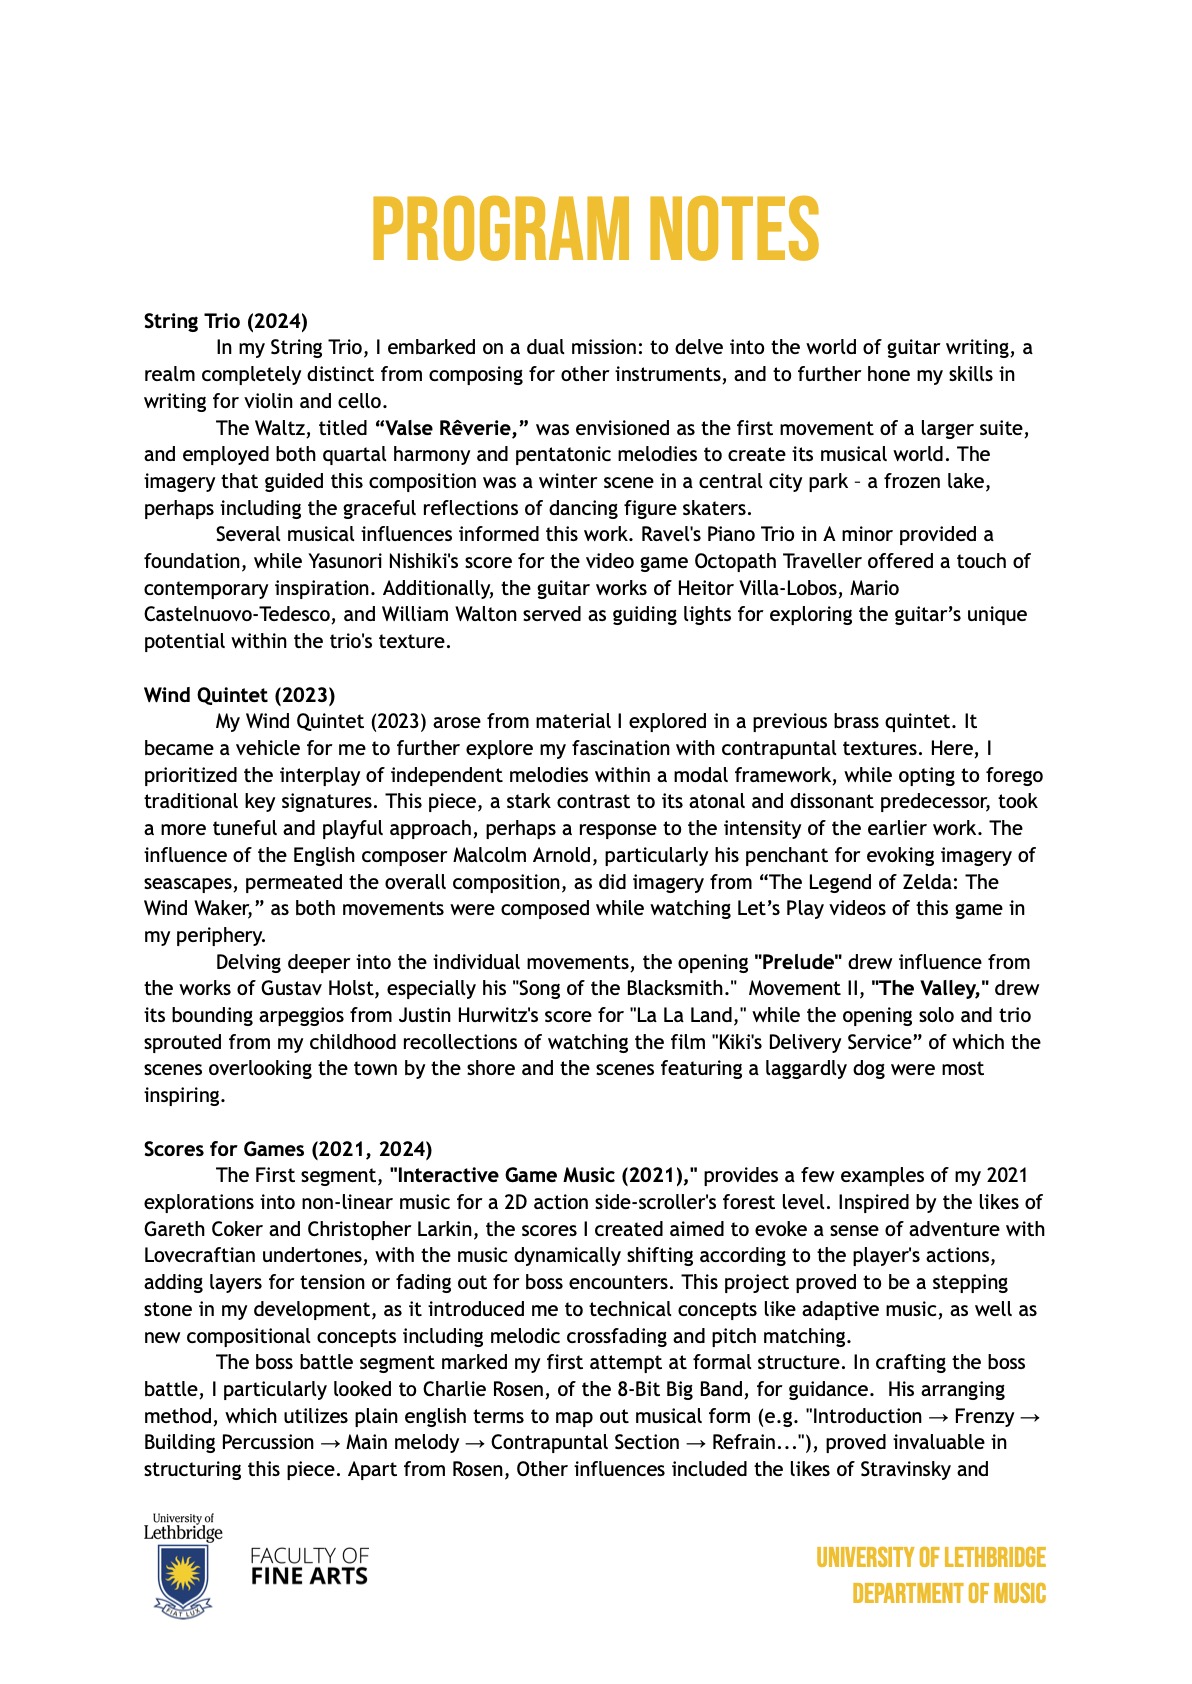 PROGRAM NOTES
String Trio (2024)
In my String Trio, I embarked on a dual mission: to delve into the world of guitar writing, a
realm completely distinct from composing for other instruments, and to further hone my skills in
writing for violin and cello.
The Waltz, titled “Valse Rêverie,” was envisioned as the first movement of a larger suite,
and employed both quartal harmony and pentatonic melodies to create its musical world. The
imagery that guided this composition was a winter scene in a central city park – a frozen lake,
perhaps including the graceful reflections of dancing figure skaters.
Several musical influences informed this work. Ravel's Piano Trio in A minor provided a
foundation, while Yasunori Nishiki's score for the video game Octopath Traveller offered a touch of
contemporary inspiration. Additionally, the guitar works of Heitor Villa-Lobos, Mario
Castelnuovo-Tedesco, and William Walton served as guiding lights for exploring the guitar’s unique
potential within the trio's texture.
Wind Quintet (2023)
My Wind Quintet (2023) arose from material I explored in a previous brass quintet. It
became a vehicle for me to further explore my fascination with contrapuntal textures. Here, I
prioritized the interplay of independent melodies within a modal framework, while opting to forego
traditional key signatures. This piece, a stark contrast to its atonal and dissonant predecessor, took
a more tuneful and playful approach, perhaps a response to the intensity of the earlier work. The
influence of the English composer Malcolm Arnold, particularly his penchant for evoking imagery of
seascapes, permeated the overall composition, as did imagery from “The Legend of Zelda: The
Wind Waker,” as both movements were composed while watching Let’s Play videos of this game in
my periphery.
Delving deeper into the individual movements, the opening "Prelude" drew influence from
the works of Gustav Holst, especially his "Song of the Blacksmith."  Movement II, "The Valley," drew
its bounding arpeggios from Justin Hurwitz's score for "La La Land," while the opening solo and trio
sprouted from my childhood recollections of watching the film "Kiki's Delivery Service” of which the
scenes overlooking the town by the shore and the scenes featuring a laggardly dog were most
inspiring.
Scores for Games (2021, 2024)
The First segment, "Interactive Game Music (2021)," provides a few examples of my 2021
explorations into non-linear music for a 2D action side-scroller's forest level. Inspired by the likes of
Gareth Coker and Christopher Larkin, the scores I created aimed to evoke a sense of adventure with
Lovecraftian undertones, with the music dynamically shifting according to the player's actions,
adding layers for tension or fading out for boss encounters. This project proved to be a stepping
stone in my development, as it introduced me to technical concepts like adaptive music, as well as
new compositional concepts including melodic crossfading and pitch matching.
The boss battle segment marked my first attempt at formal structure. In crafting the boss
battle, I particularly looked to Charlie Rosen, of the 8-Bit Big Band, for guidance.  His arranging
method, which utilizes plain english terms to map out musical form (e.g. "Introduction → Frenzy →
Building Percussion → Main melody → Contrapuntal Section → Refrain..."), proved invaluable in
structuring this piece. Apart from Rosen, Other influences included the likes of Stravinsky and
University of
Lethbridge
FIAT LUX
FACULTY OF
FINE ARTS
UNIVERSITY OF LETHBRIDGE
DEPARTMENT OF MUSIC